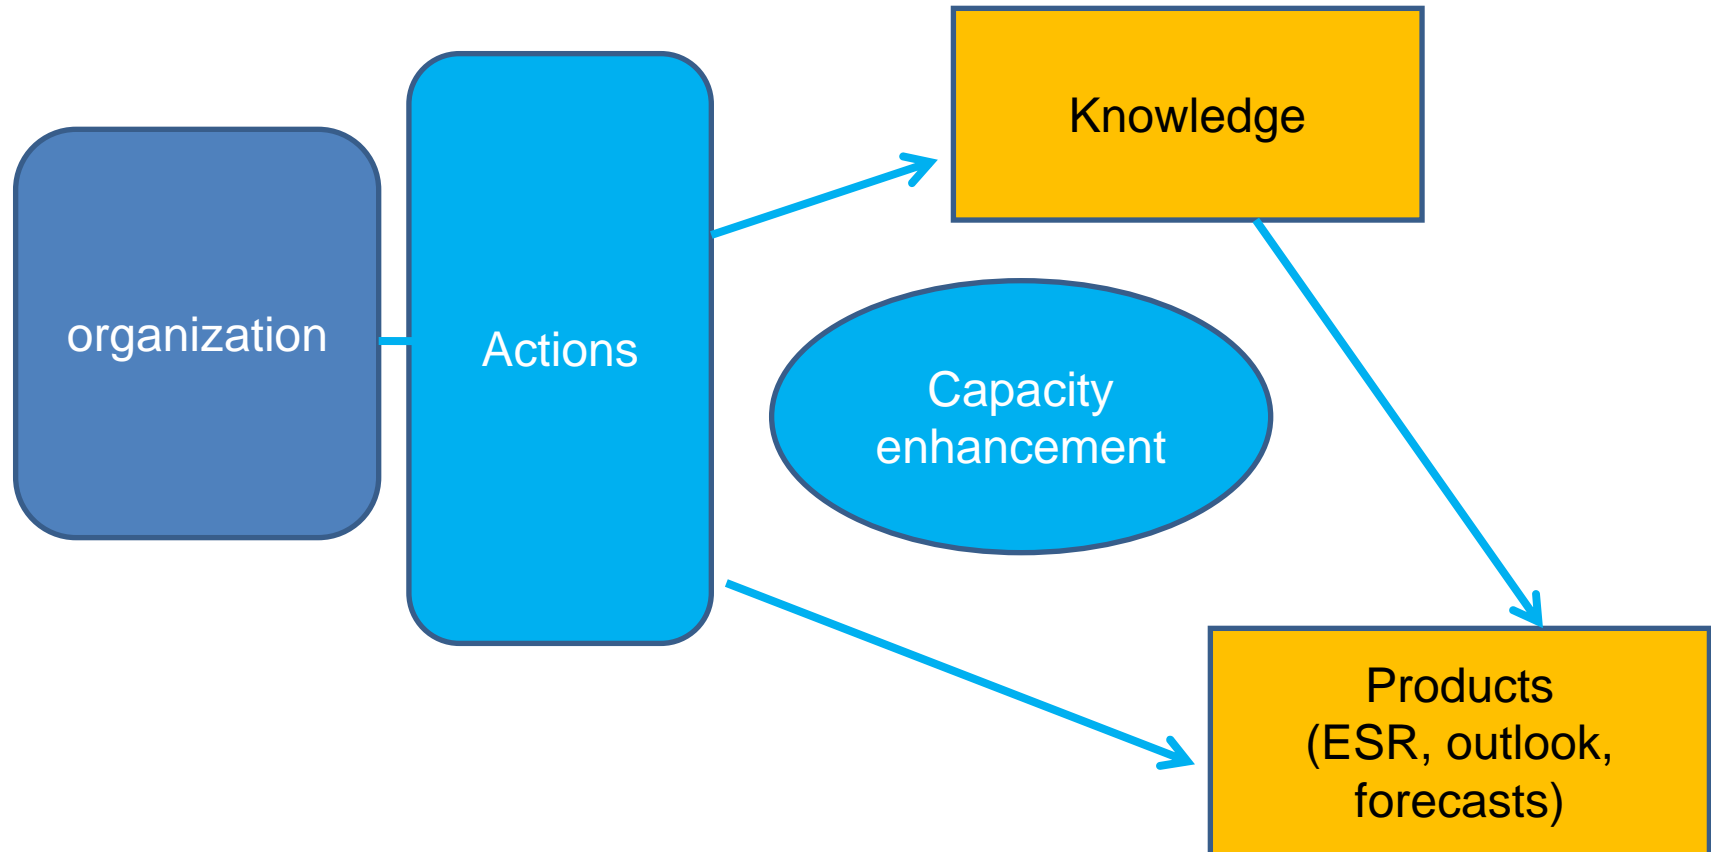 organization
Actions
Knowledge
Capacity
enhancement
Products
(ESR, outlook,
forecasts)